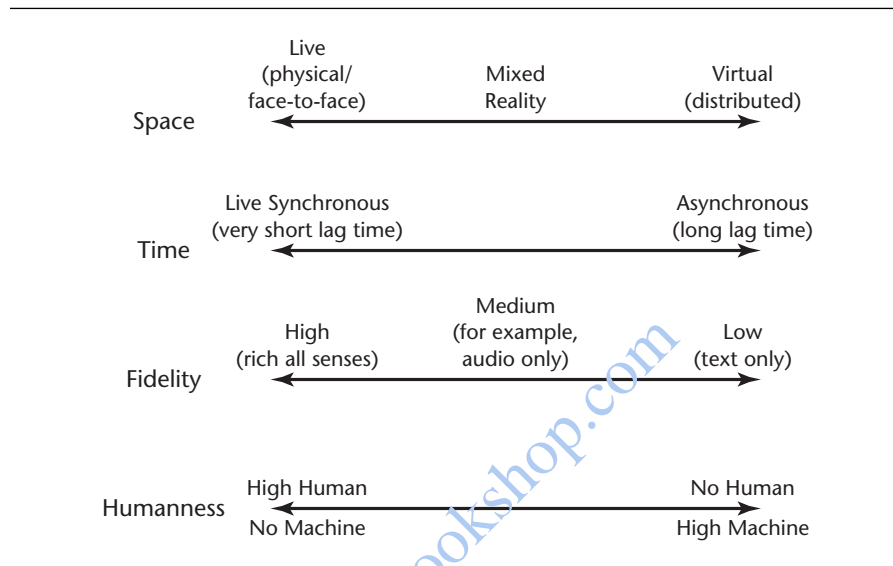 Live
(physical/
face-to-face)
Mixed
Reality
Virtual
(distributed)
Space
Live Synchronous
(very short lag time)
Asynchronous
(long lag time)
Time
High
(rich all senses)
Medium
(for example,
audio only)
Low
(text only)
Fidelity
High Human
No Machine
No Human
High Machine
Humanness
ookshop.com